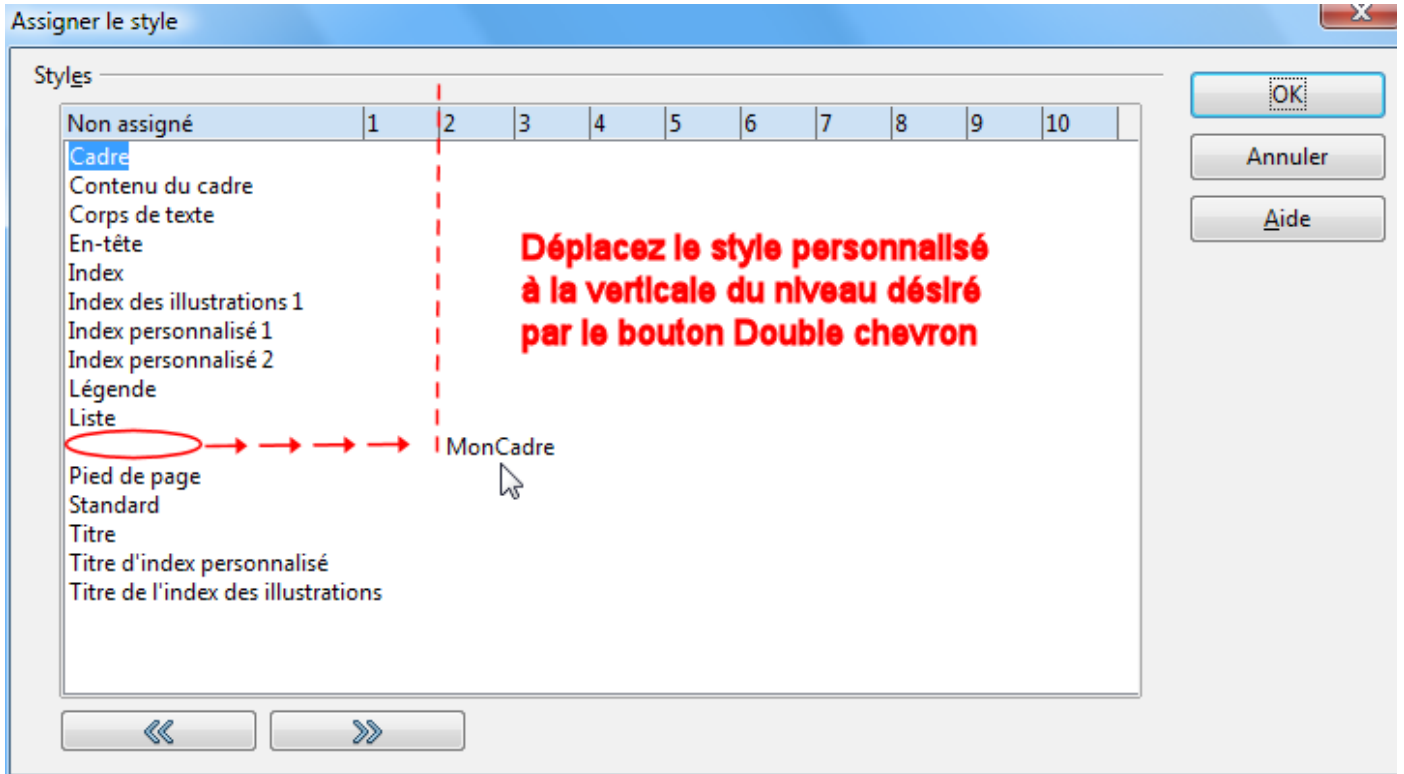 Assigner le style
Styles
OK
Non assigné 1 2 3 4 5 6 7 8 9 10
Cadre
Annuler
Contenu du cadre
Corps de texte
Aide
En-tête
Déplacez le style personnalisé
Index
à la verticale du niveau désiré
Index des illustrations 1
Index personnalisé 1
par le bouton Double chevron
Index personnalisé 2
Légende
Liste
MonCadre
Pied de page
Standard
Titre
Titre d'index personnalisé
Titre de l'index des illustrations